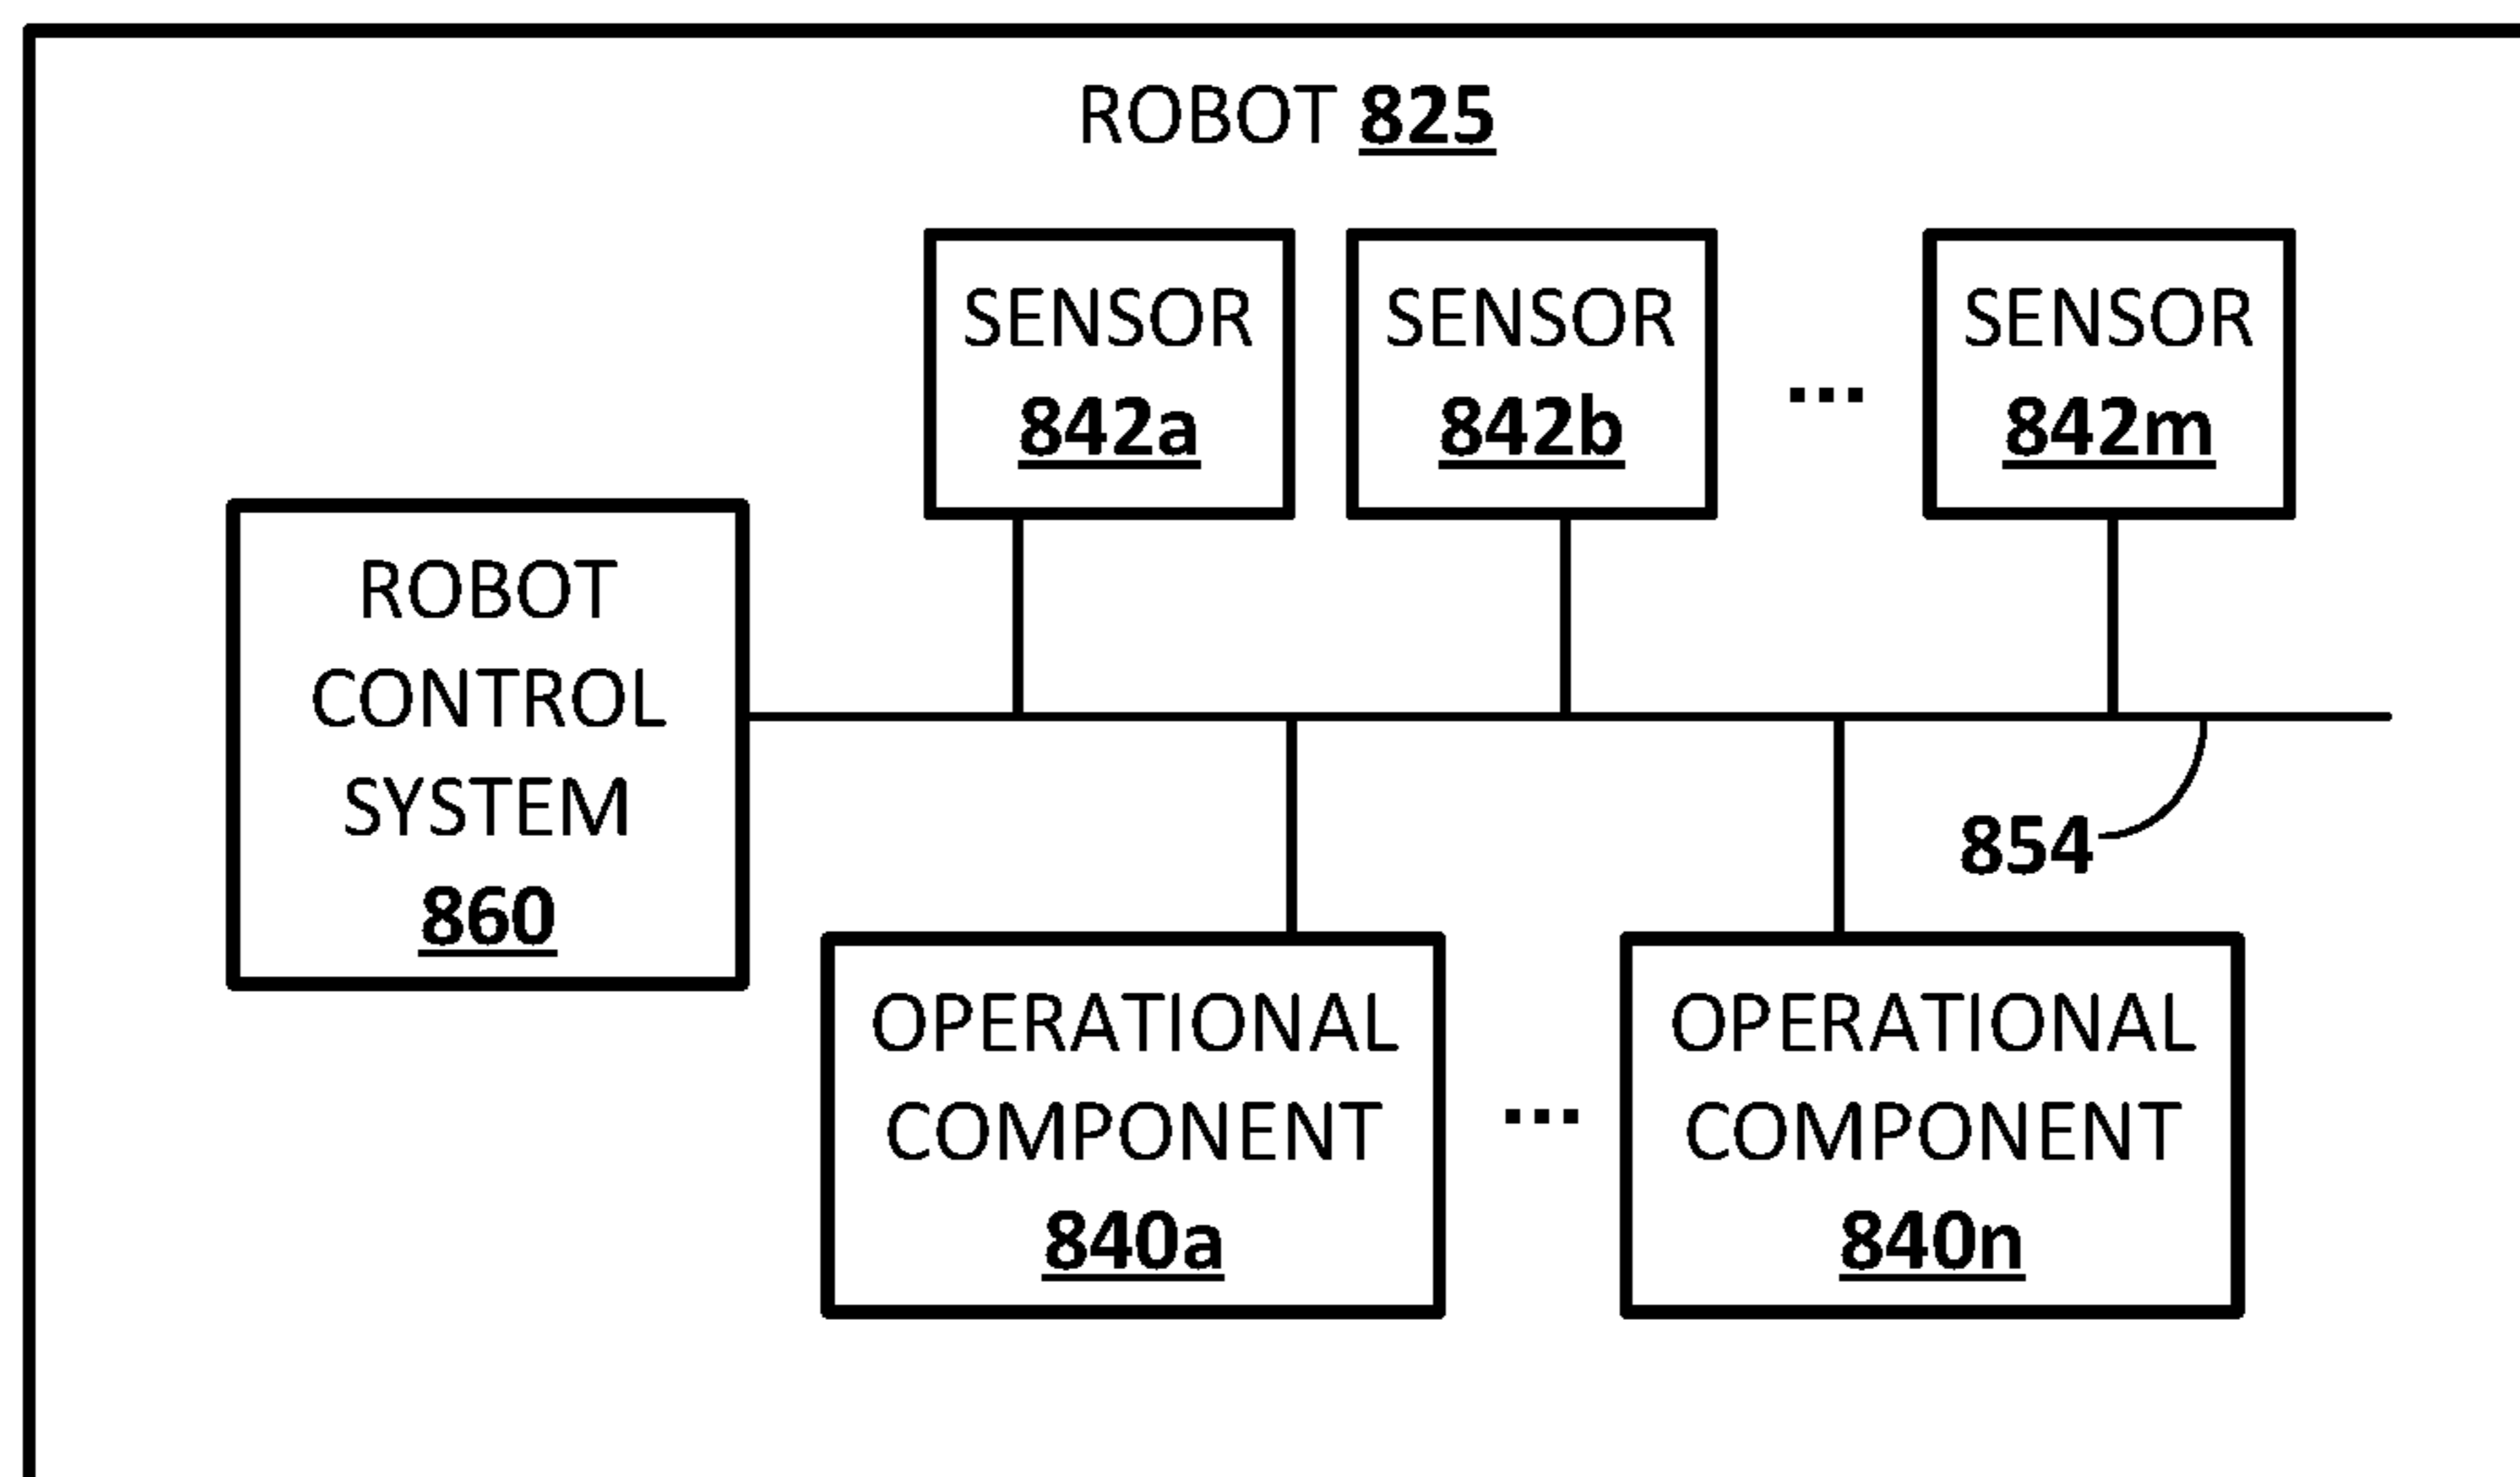 ROBOT 825
SENSOR
842a
SENSOR
842b
...
SENSOR
842m
ROBOT
CONTROL
SYSTEM
860
854
OPERATIONAL
COMPONENT
840a
...
OPERATIONAL
COMPONENT
840n